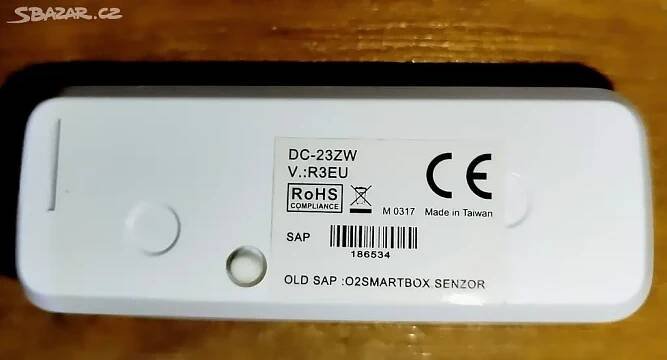 SBAZAR.CZ
DC-23ZW
V.:R3EU
RoHS
COMPLIANCE
M 0317 Made in Taiwan
CE
SAP
186534
OLD SAP :O2SMARTBOX SENZOR